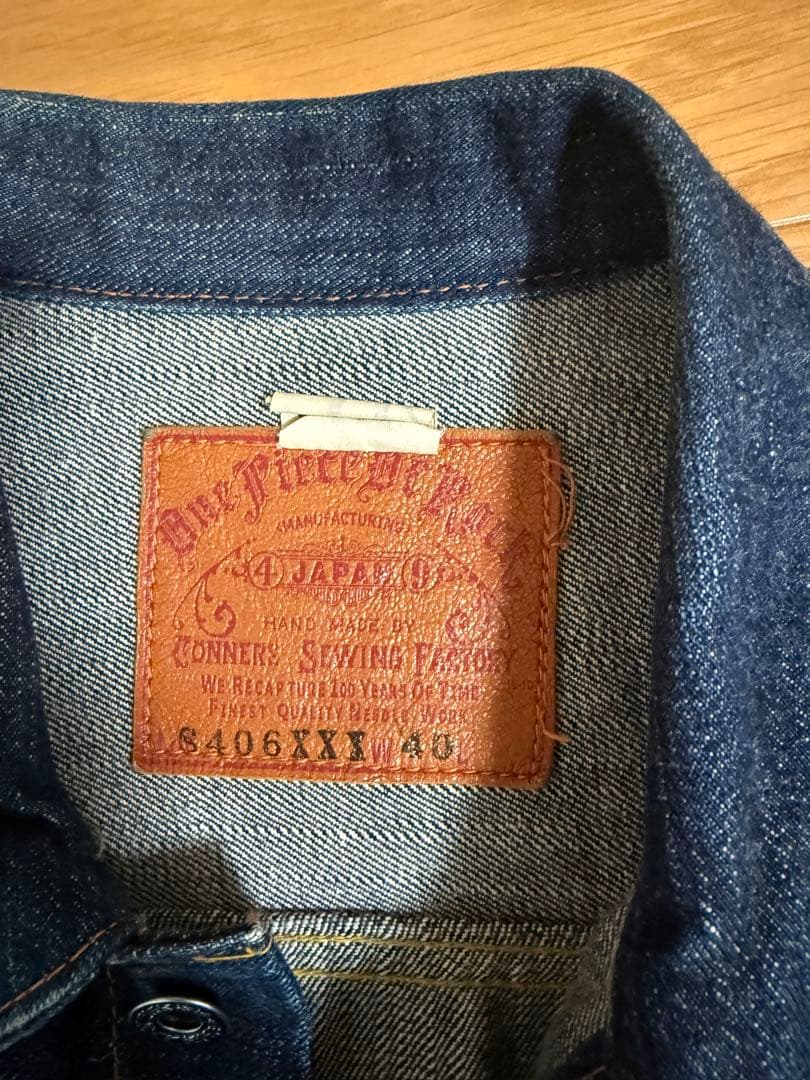 One Piece Of Rock
(MANUFACTURING)
4 JAPAN 9
HAND MADE BY
CONNERS SEWING FACTORY
WE RECAPTURE 100 YEARS OF TIME
FINEST QUALITY NEEDLE WORK
S406XXX W 40